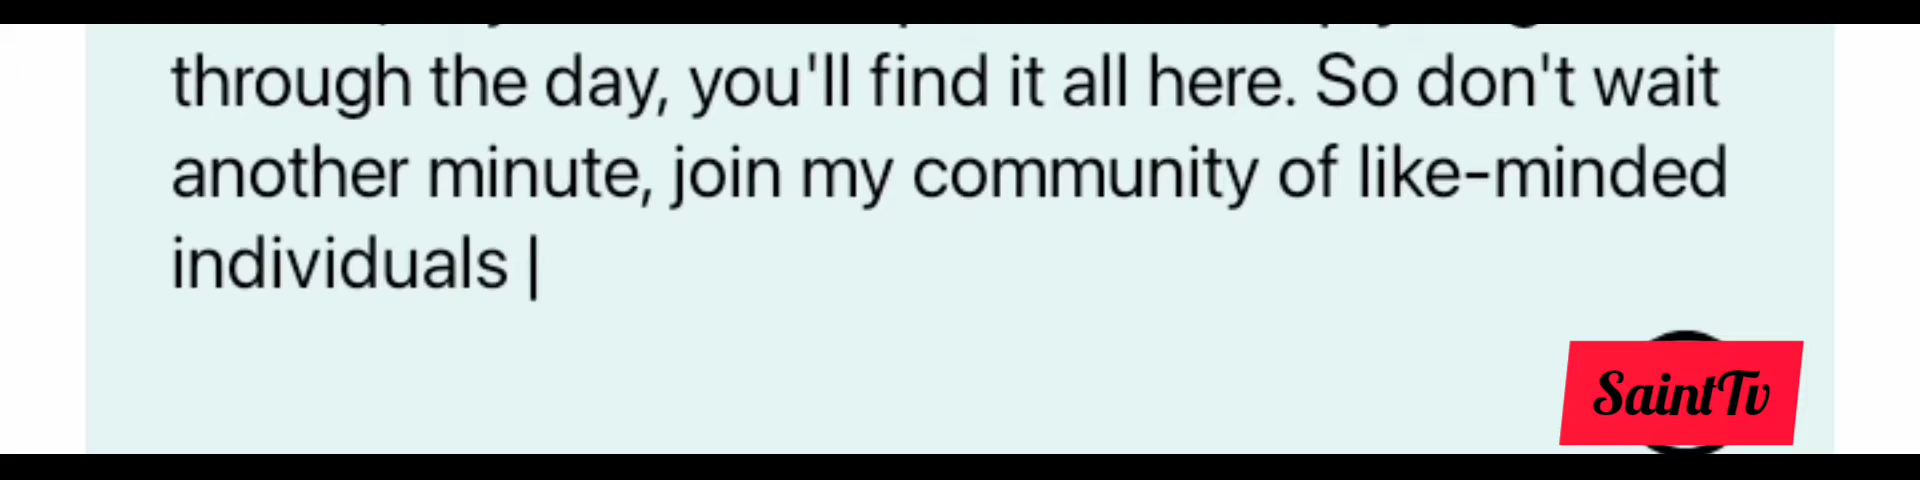 through the day, you'll find it all here. So don't wait
another minute, join my community of like-minded
individuals
SaintTv